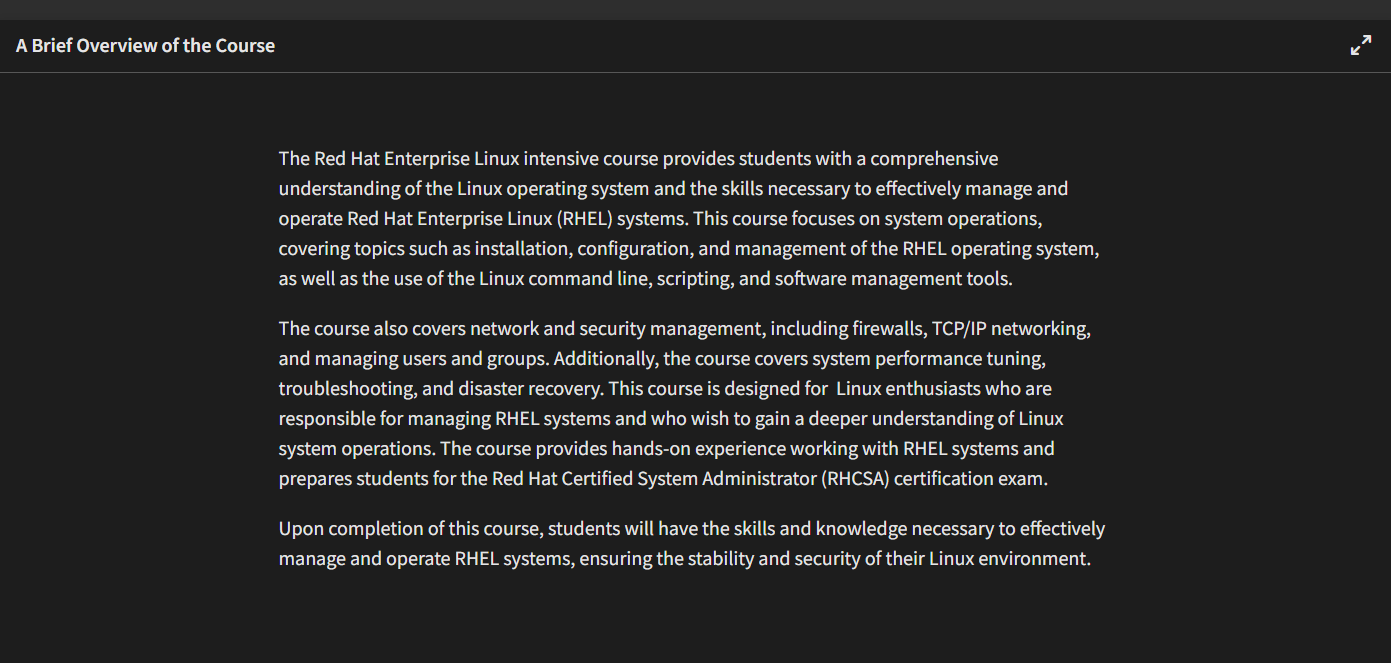 A Brief Overview of the Course
The Red Hat Enterprise Linux intensive course provides students with a comprehensive
understanding of the Linux operating system and the skills necessary to effectively manage and
operate Red Hat Enterprise Linux (RHEL) systems. This course focuses on system operations,
covering topics such as installation, configuration, and management of the RHEL operating system,
as well as the use of the Linux command line, scripting, and software management tools.
The course also covers network and security management, including firewalls, TCP/IP networking,
and managing users and groups. Additionally, the course covers system performance tuning,
troubleshooting, and disaster recovery. This course is designed for  Linux enthusiasts who are
responsible for managing RHEL systems and who wish to gain a deeper understanding of Linux
system operations. The course provides hands-on experience working with RHEL systems and
prepares students for the Red Hat Certified System Administrator (RHCSA) certification exam.
Upon completion of this course, students will have the skills and knowledge necessary to effectively
manage and operate RHEL systems, ensuring the stability and security of their Linux environment.